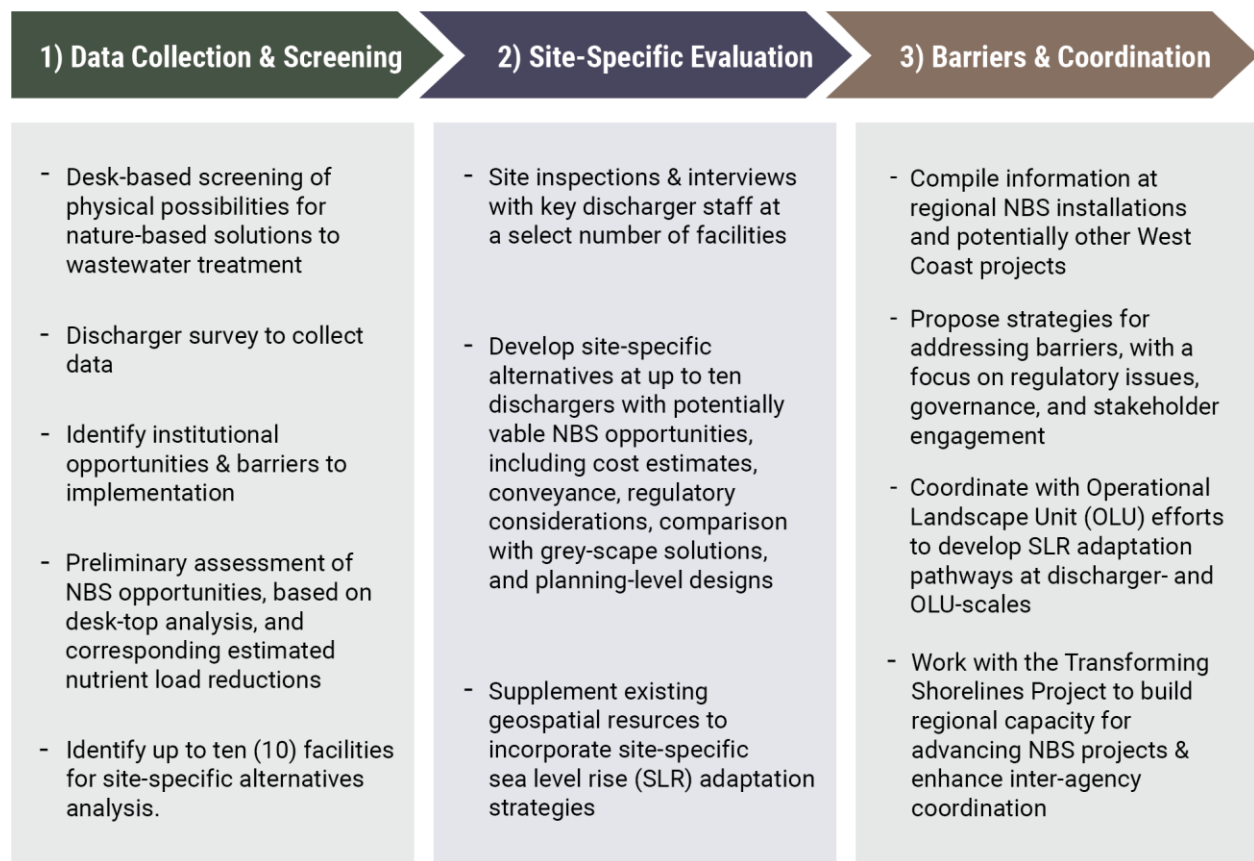 1) Data Collection & Screening
2) Site-Specific Evaluation
3) Barriers & Coordination
- Desk-based screening of
physical possibilities for
nature-based solutions to
wastewater treatment
- Discharger survey to collect
data
- Identify institutional
opportunities & barriers to
implementation
- Preliminary assessment of
NBS opportunities, based on
desk-top analysis, and
corresponding estimated
nutrient load reductions
- Identify up to ten (10) facilities
for site-specific alternatives
analysis.
- Site inspections & interviews
with key discharger staff at
a select number of facilities
- Develop site-specific
alternatives at up to ten
dischargers with potentially
vable NBS opportunities,
including cost estimates,
conveyance, regulatory
considerations, comparison
with grey-scape solutions,
and planning-level designs
- Supplement existing
geospatial resurces to
incorporate site-specific
sea level rise (SLR) adaptation
strategies
- Compile information at
regional NBS installations
and potentially other West
Coast projects
- Propose strategies for
addressing barriers, with a
focus on regulatory issues,
governance, and stakeholder
engagement
- Coordinate with Operational
Landscape Unit (OLU) efforts
to develop SLR adaptation
pathways at discharger- and
OLU-scales
- Work with the Transforming
Shorelines Project to build
regional capacity for
advancing NBS projects &
enhance inter-agency
coordination